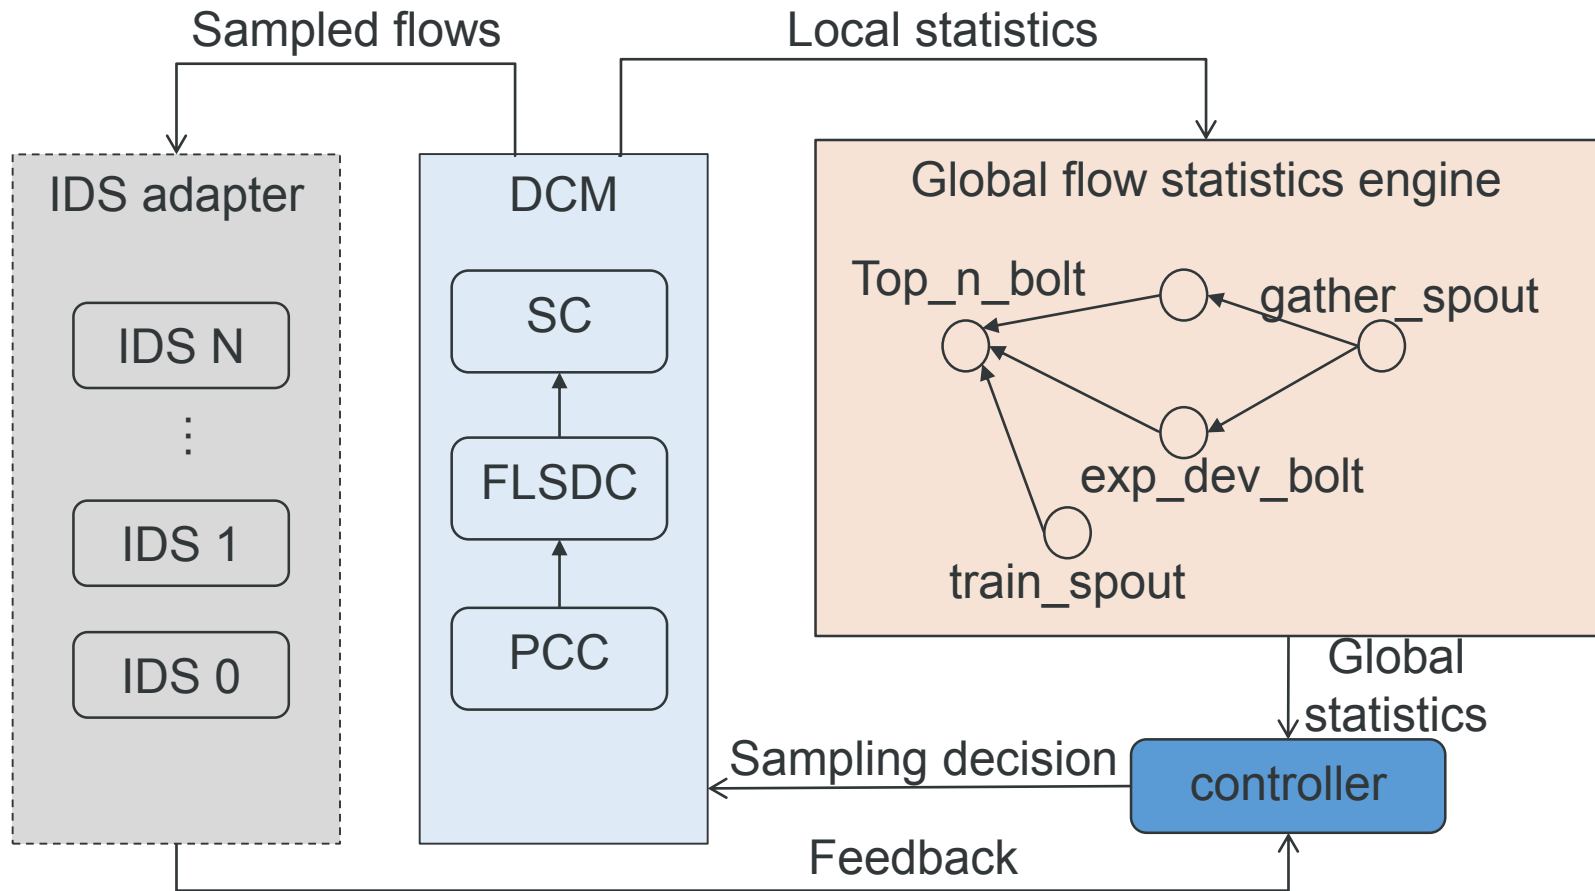 Sampled flows
Local statistics
IDS adapter
IDS N
⋮
IDS 1
IDS 0
DCM
SC
FLSDC
PCC
Global flow statistics engine
Top_n_bolt
gather_spout
exp_dev_bolt
train_spout
Global
statistics
Sampling decision
controller
Feedback